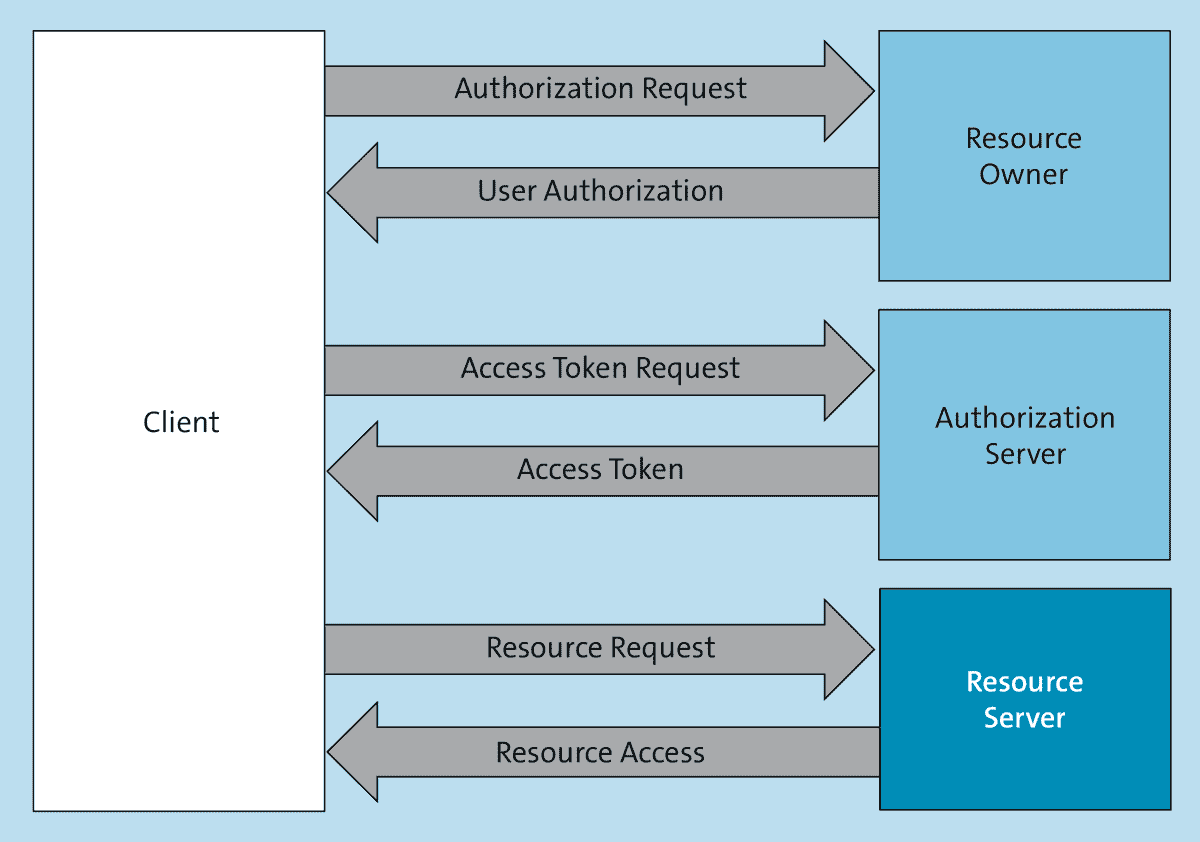 Authorization Request
Resource
Owner
User Authorization
Access Token Request
Client
Authorization
Server
Access Token
Resource Request
Resource
Server
Resource Access